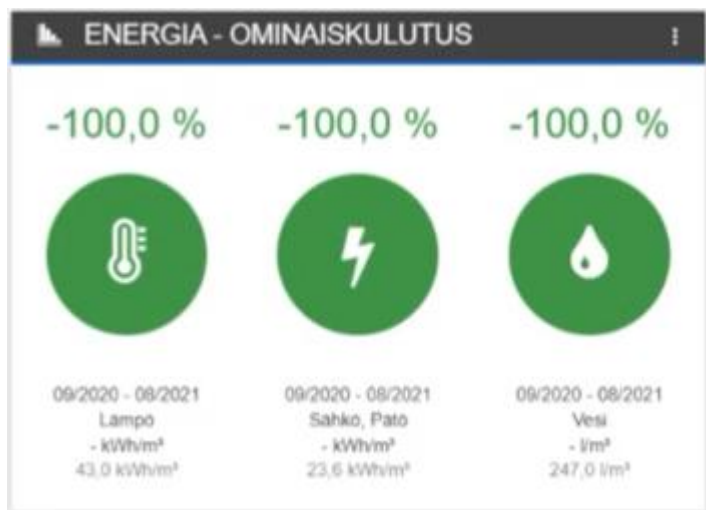 ENERGIA - OMINAISKULUTUS
-100,0 % -100,0 % -100,0 %
09/2020 - 08/2021 09/2020 - 08/2021 09/2020 - 08/2021
Lampo Sahko, Pato Vesi
- kWh/m³ - kWh/m³ - l/m³
43,0 kWh/m³ 23,6 kWh/m³ 247,0 l/m³